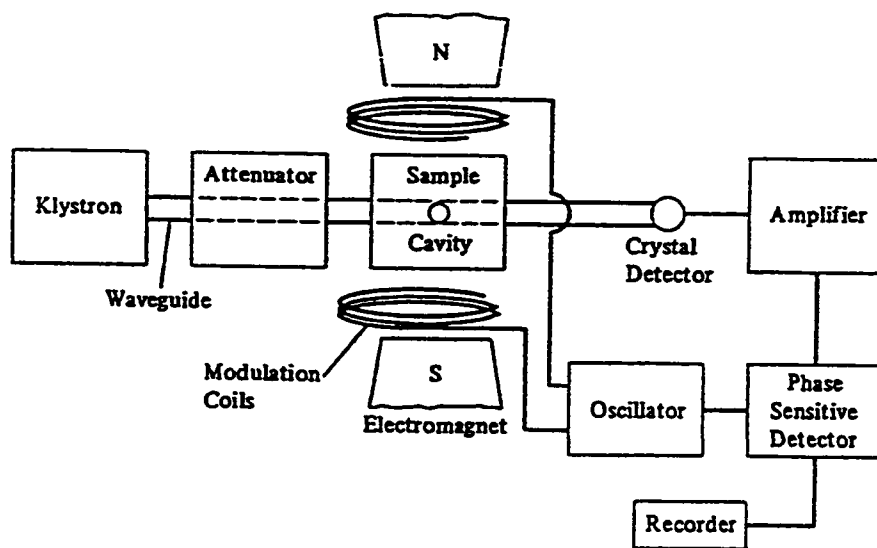 N
Klystron
Attenuator
Sample
Cavity
Amplifier
Crystal
Detector
Waveguide
Modulation
Coils
S
Electromagnet
Oscillator
Phase
Sensitive
Detector
Recorder